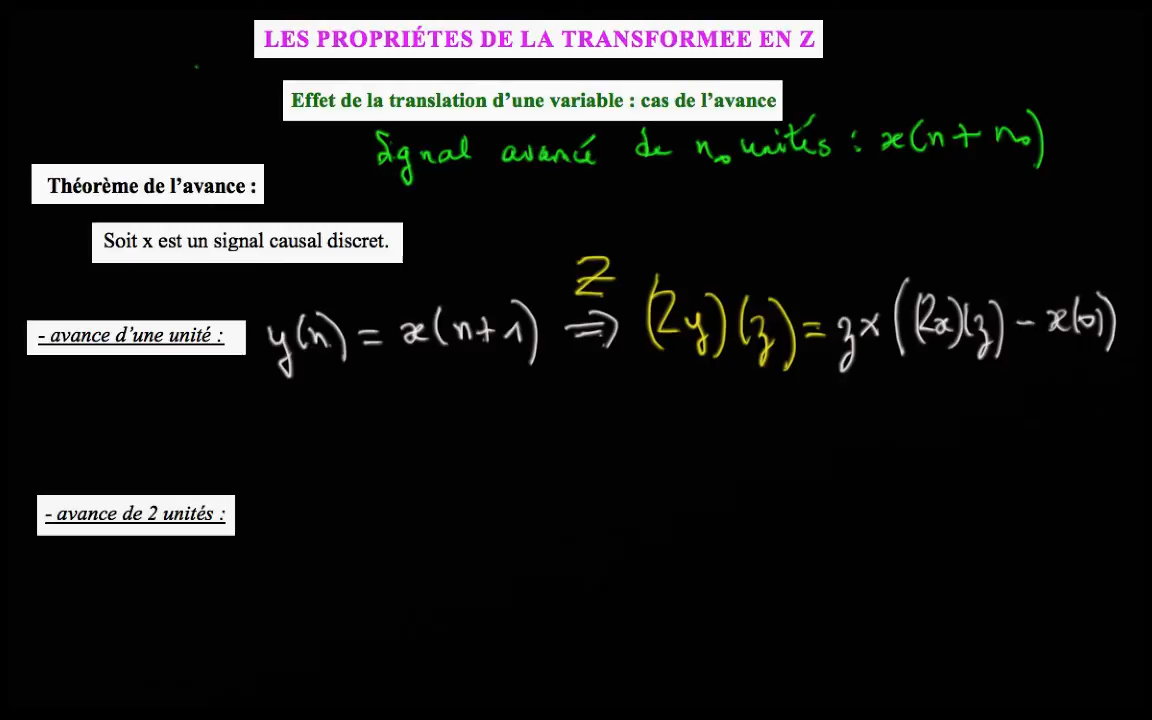 LES PROPRIÉTES DE LA TRANSFORMEE EN Z
Effet de la translation d’une variable : cas de l’avance
Signal avancé de n₀ unités : x(n + n₀)
Théorème de l’avance :
Soit x est un signal causal discret.
- avance d’une unité : y(n) = x(n+1) ⇒ᶻ (Zy)(z) = z × ((Zx)(z) - x(0))
- avance de 2 unités :